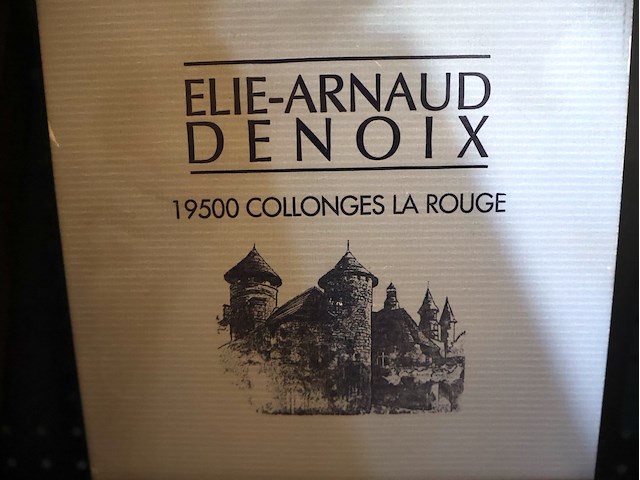 ELIE-ARNAUD
DENOIX
19500 COLLONGES LA ROUGE